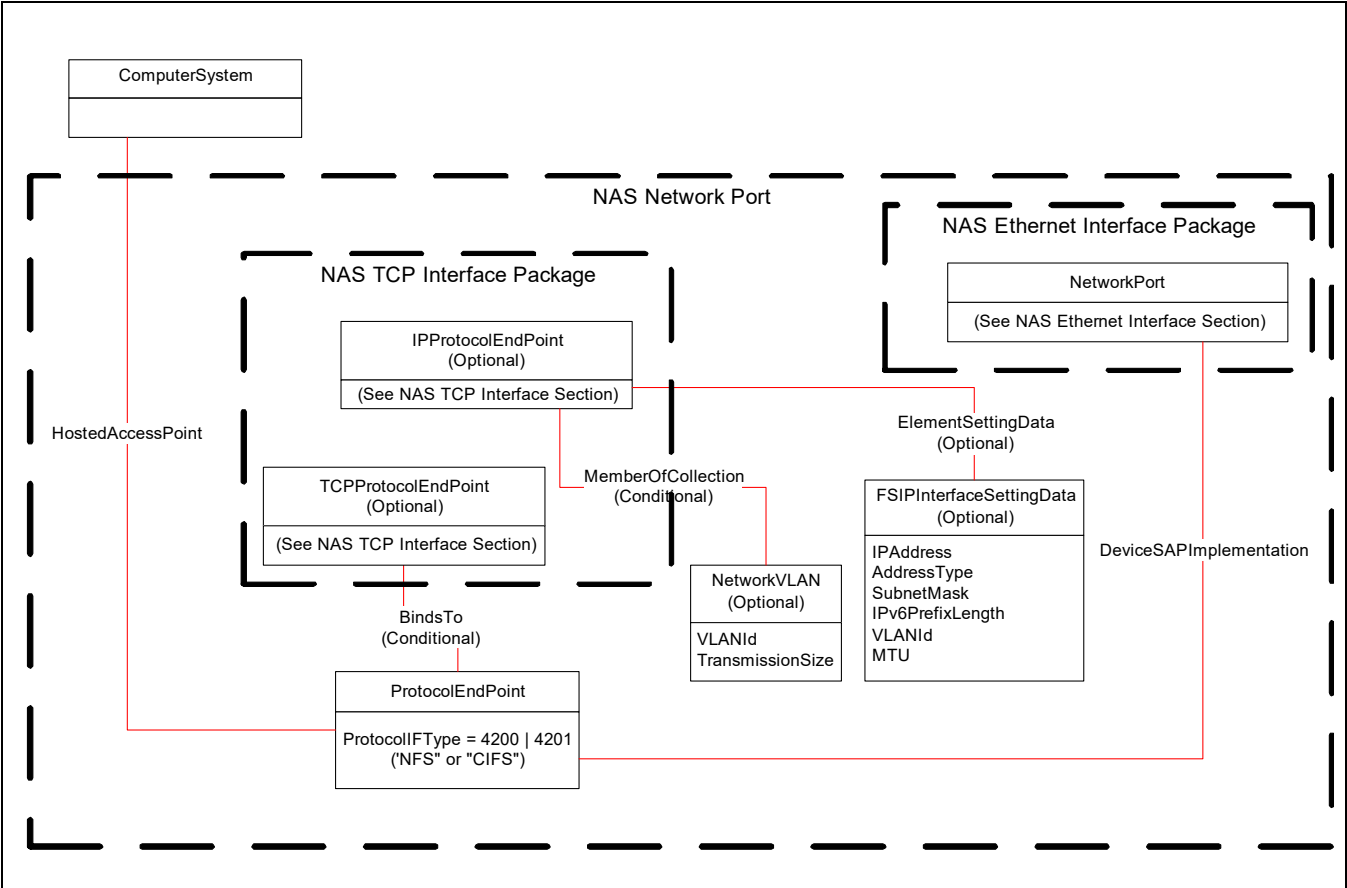 ComputerSystem
NAS Network Port
NAS Ethernet Interface Package
NetworkPort
(See NAS Ethernet Interface Section)
NAS TCP Interface Package
IPProtocolEndPoint
(Optional)
(See NAS TCP Interface Section)
HostedAccessPoint
ElementSettingData
(Optional)
MemberOfCollection
(Conditional)
TCPProtocolEndPoint
(Optional)
(See NAS TCP Interface Section)
FSIPInterfaceSettingData
(Optional)
IPAddress
AddressType
SubnetMask
IPv6PrefixLength
VLANId
MTU
DeviceSAPImplementation
NetworkVLAN
(Optional)
VLANId
TransmissionSize
BindsTo
(Conditional)
ProtocolEndPoint
ProtocolIFType = 4200 | 4201
('NFS" or "CIFS")